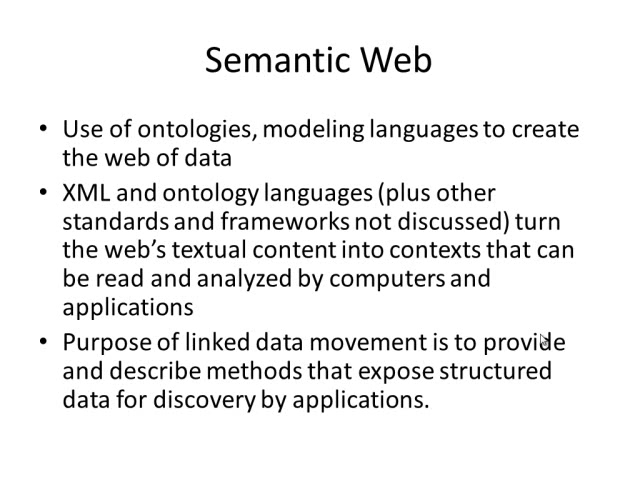 Semantic Web
• Use of ontologies, modeling languages to create
the web of data
• XML and ontology languages (plus other
standards and frameworks not discussed) turn
the web's textual content into contexts that can
be read and analyzed by computers and
applications
• Purpose of linked data movement is to provide
and describe methods that expose structured
data for discovery by applications.